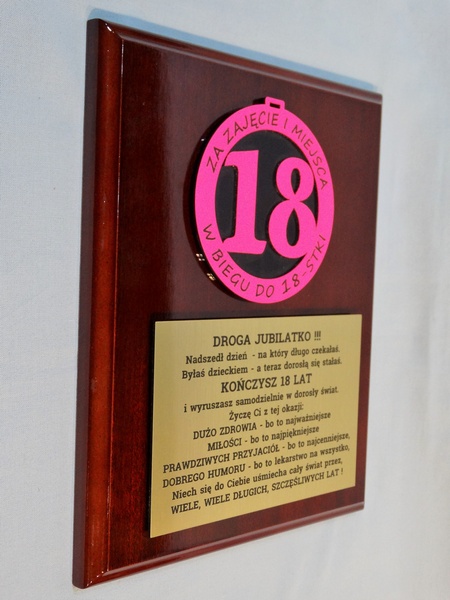 ZA ZAJĘCIE I MIEJSCA
18
W BIEGU DO 18-STKI
DROGA JUBILATKO !!!
Nadszedł dzień - na który długo czekałaś.
Byłaś dzieckiem - a teraz dorosłą się stałaś.
KOŃCZYSZ 18 LAT
i wyruszasz samodzielnie w dorosły świat.
Życzę Ci z tej okazji:
DUŻO ZDROWIA - bo to najważniejsze
MIŁOŚCI - bo to najpiękniejsze
PRAWDZIWYCH PRZYJACIÓŁ - bo to najcenniejsze,
DOBREGO HUMORU - bo to lekarstwo na wszystko,
Niech się do Ciebie uśmiecha cały świat przez,
WIELE, WIELE DŁUGICH, SZCZĘŚLIWYCH LAT !